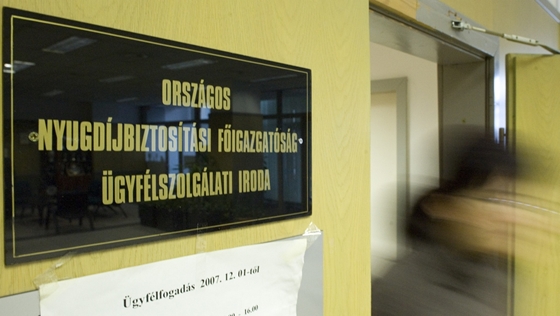 ORSZÁGOS
NYUGDÍJBIZTOSÍTÁSI FŐIGAZGATÓSÁG
ÜGYFÉLSZOLGÁLATI IRODA
Ügyfélfogadás 2007. 12. 01-től
16.00